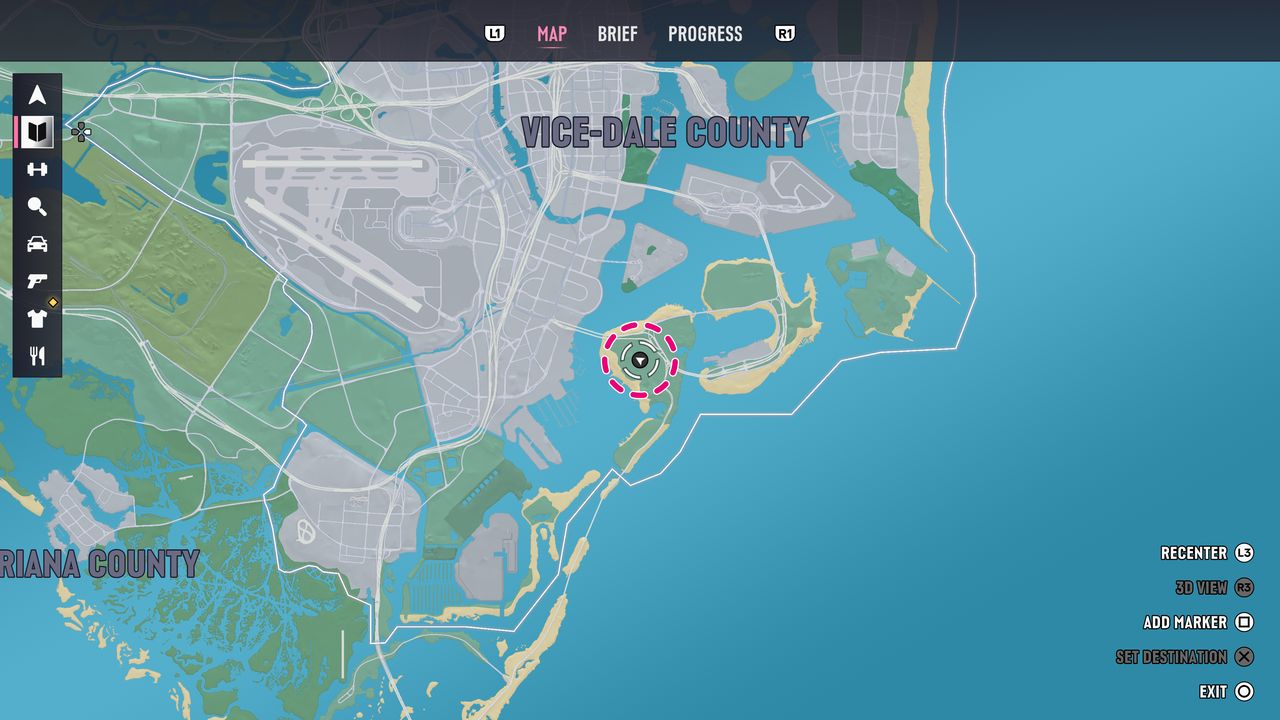 L1 MAP BRIEF PROGRESS R1
VICE-DALE COUNTY
RIANA COUNTY
RECENTER L3
3D VIEW R3
ADD MARKER
SET DESTINATION
EXIT